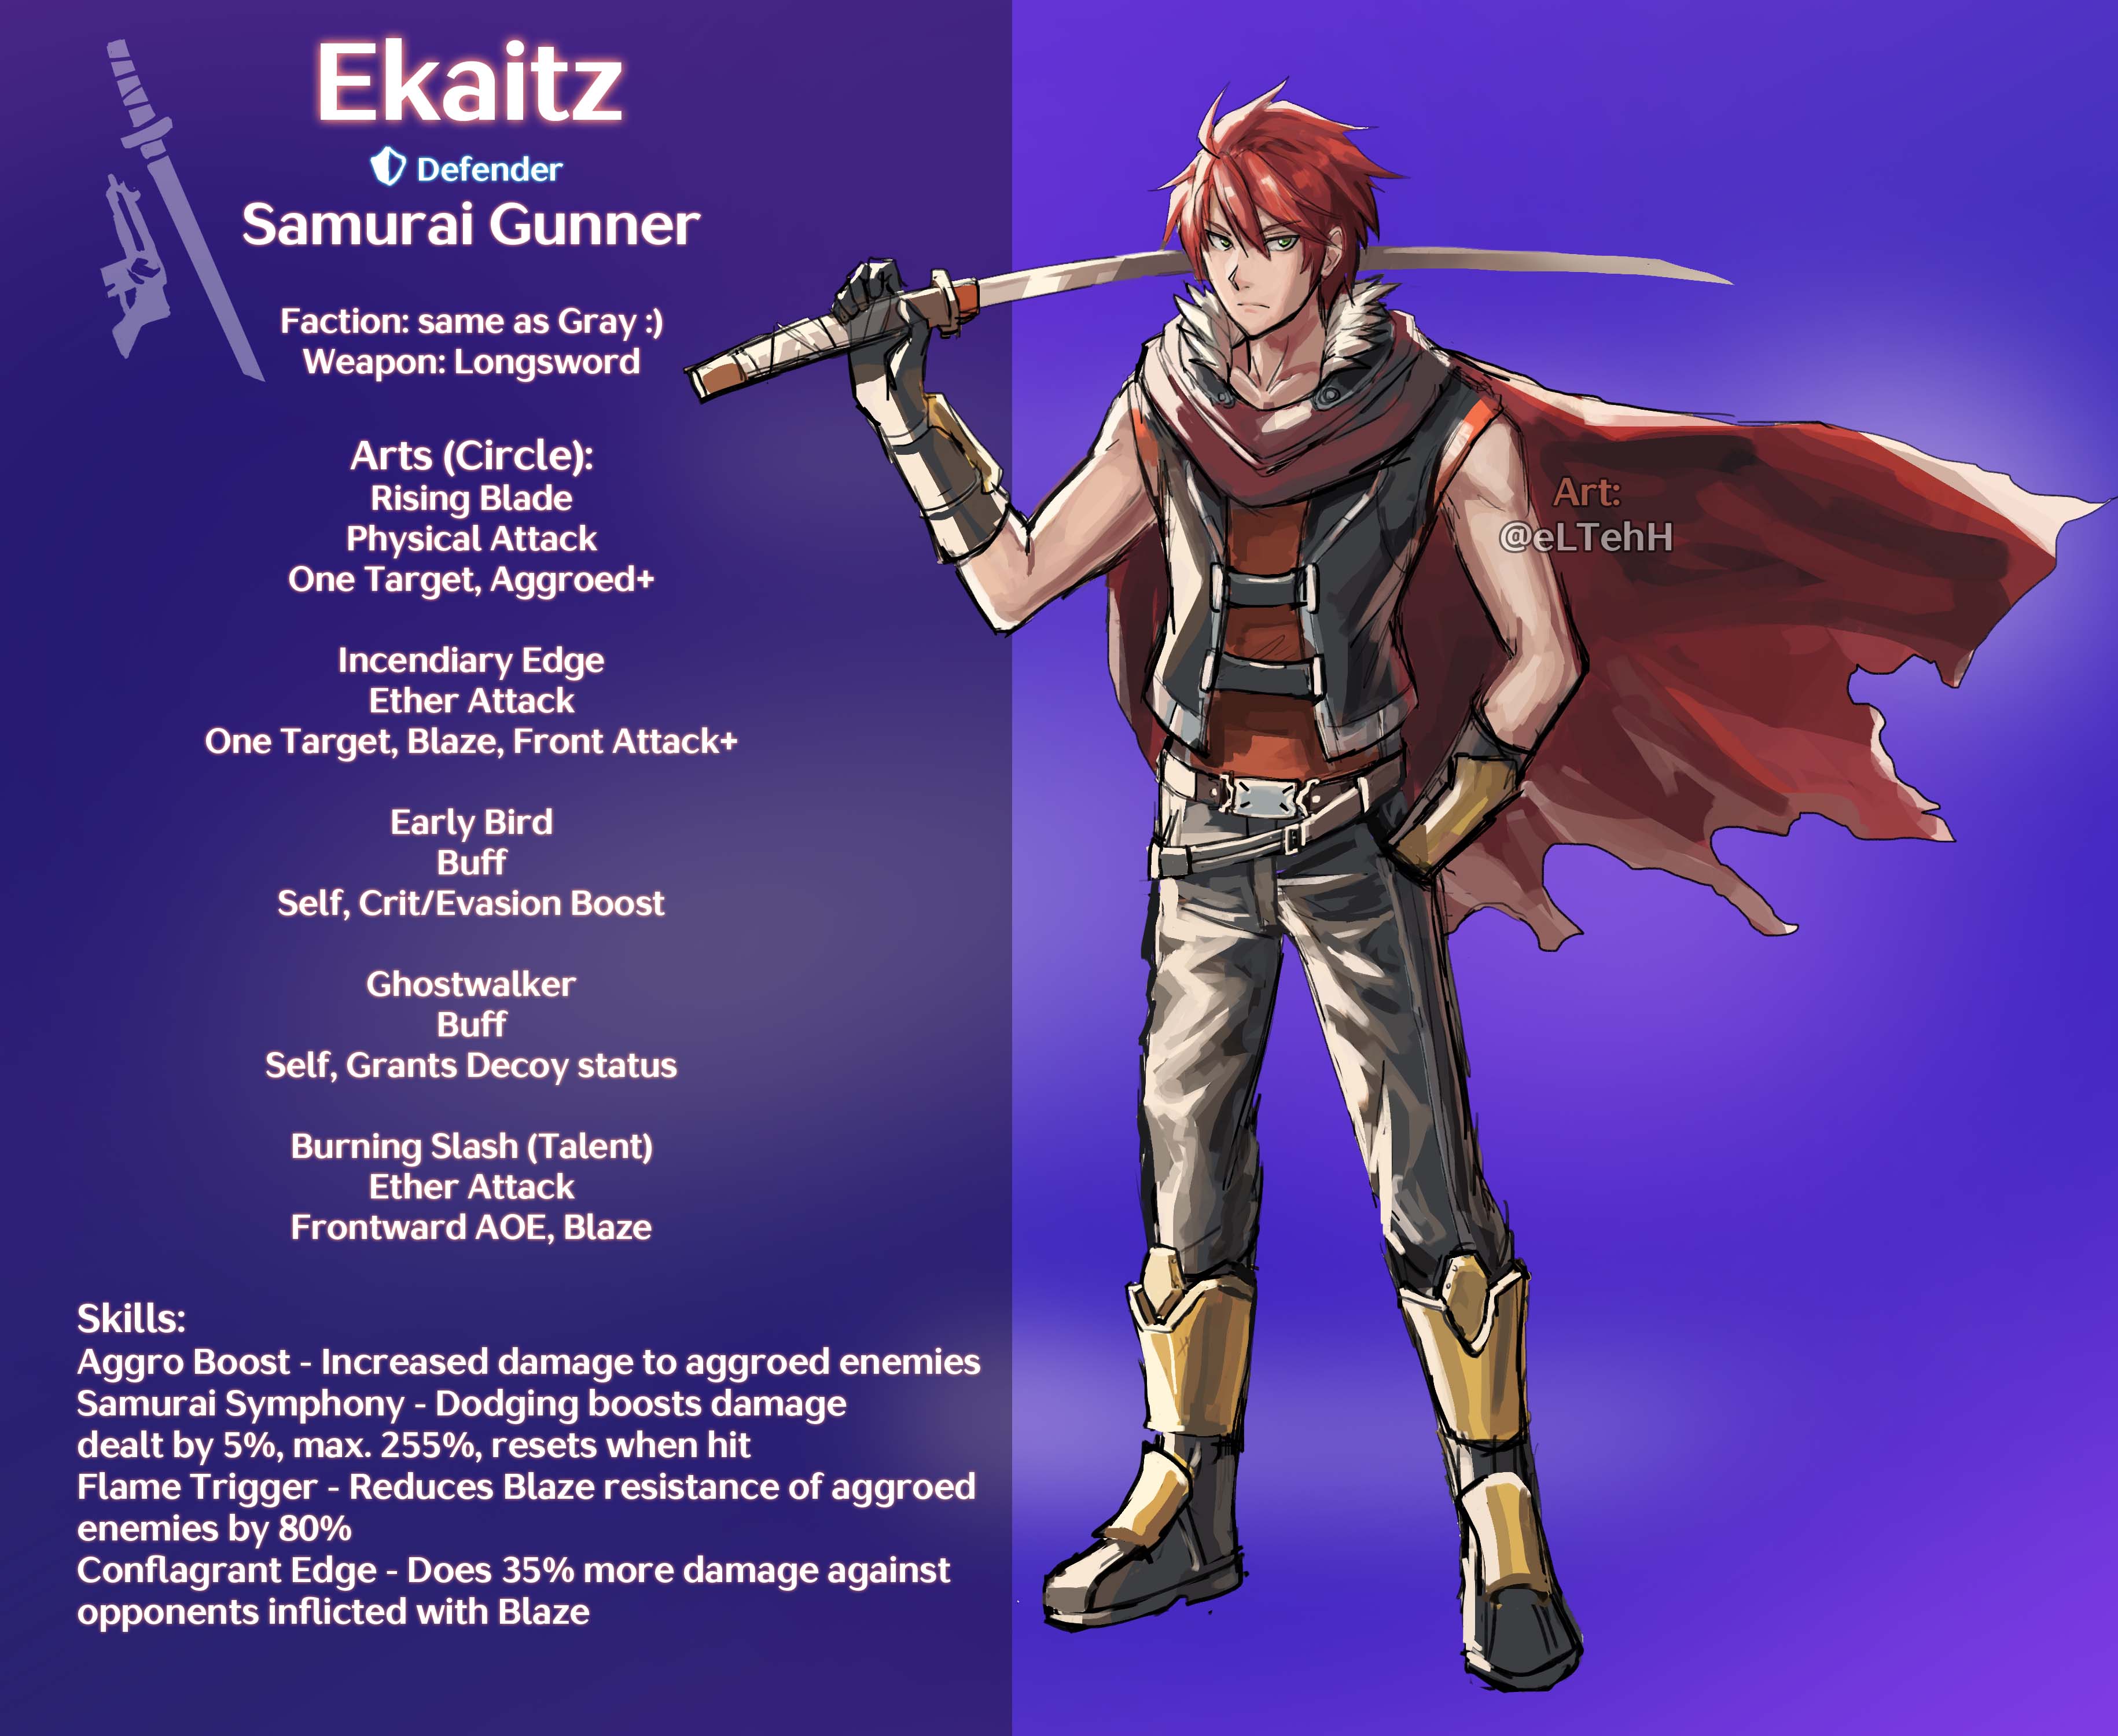 Ekaitz
Defender
Samurai Gunner
Faction: same as Gray :)
Weapon: Longsword
Arts (Circle):
Rising Blade
Physical Attack
One Target, Aggroed+
Incendiary Edge
Ether Attack
One Target, Blaze, Front Attack+
Early Bird
Buff
Self, Crit/Evasion Boost
Ghostwalker
Buff
Self, Grants Decoy status
Burning Slash (Talent)
Ether Attack
Frontward AOE, Blaze
Skills:
Aggro Boost - Increased damage to aggroed enemies
Samurai Symphony - Dodging boosts damage
dealt by 5%, max. 255%, resets when hit
Flame Trigger - Reduces Blaze resistance of aggroed
enemies by 80%
Conflagrant Edge - Does 35% more damage against
opponents inflicted with Blaze
Art:
@eLTehH